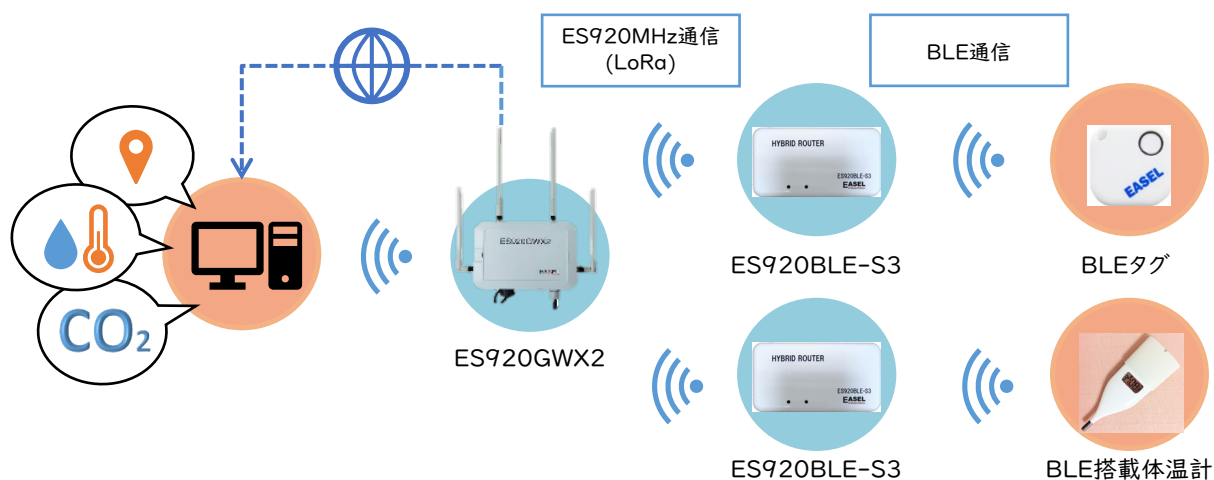 ES920MHz通信
(LoRa)
BLE通信
HYBRID ROUTER
ES920BLE-S3
EASEL
ES920BLE-S3
EASEL
BLEタグ
CO2
ES920GWX2
EASEL
ES920GWX2
HYBRID ROUTER
ES920BLE-S3
EASEL
ES920BLE-S3
BLE搭載体温計